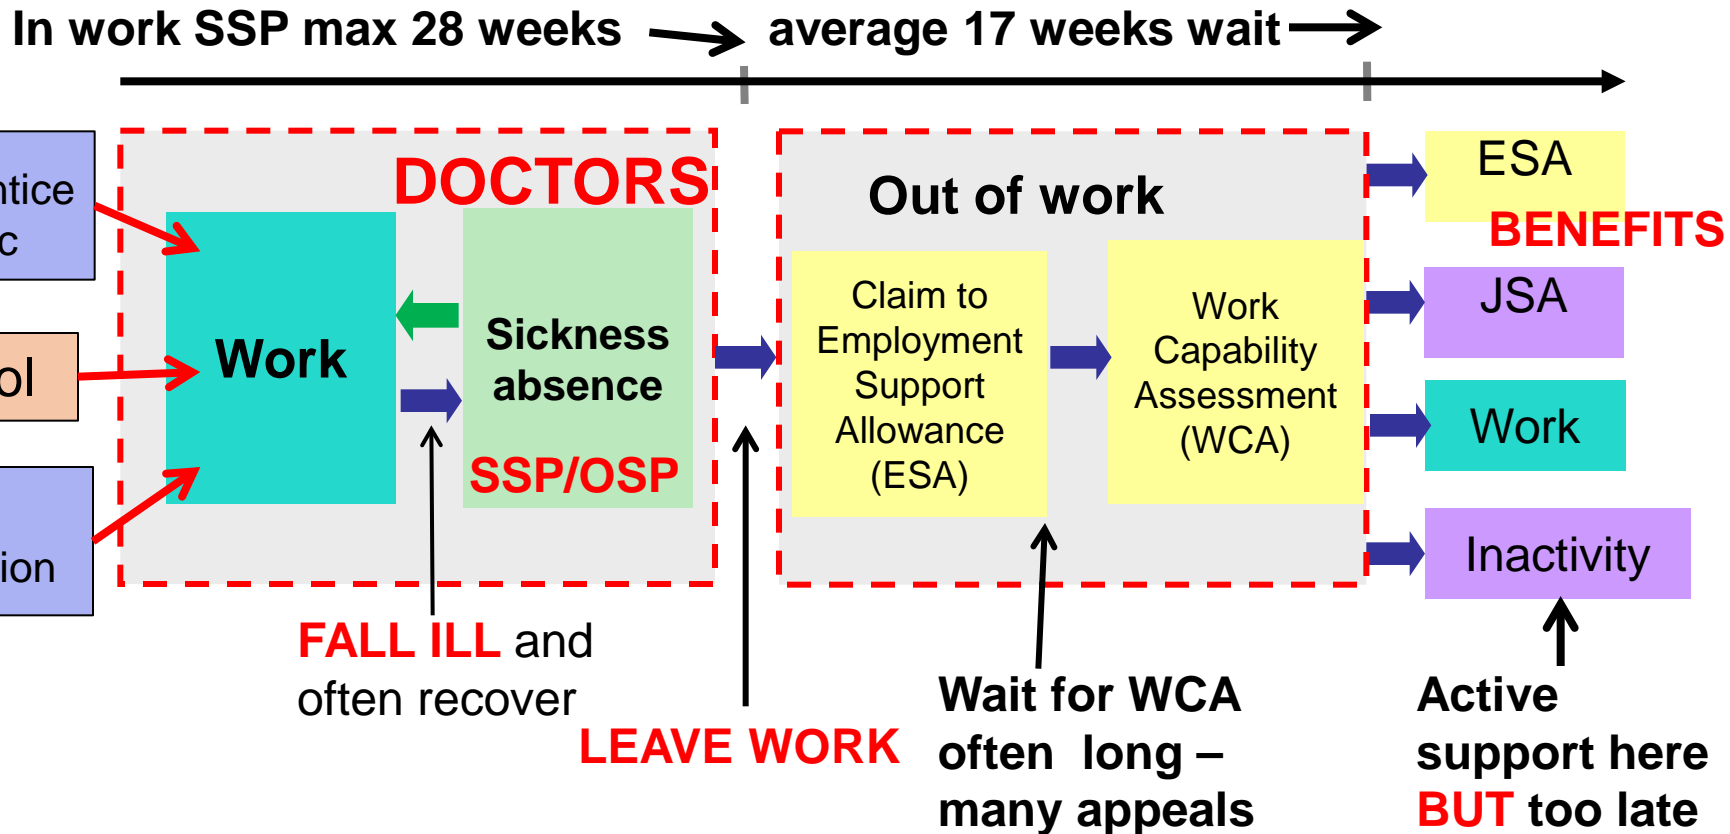 In work SSP max 28 weeks
average 17 weeks wait
DOCTORS
Work
Sickness
absence
SSP/OSP
Out of work
Claim to
Employment
Support
Allowance
(ESA)
Work
Capability
Assessment
(WCA)
ESA
BENEFITS
JSA
Work
Inactivity
FALL ILL and
often recover
LEAVE WORK
Wait for WCA
often long –
many appeals
Active
support here
BUT too late